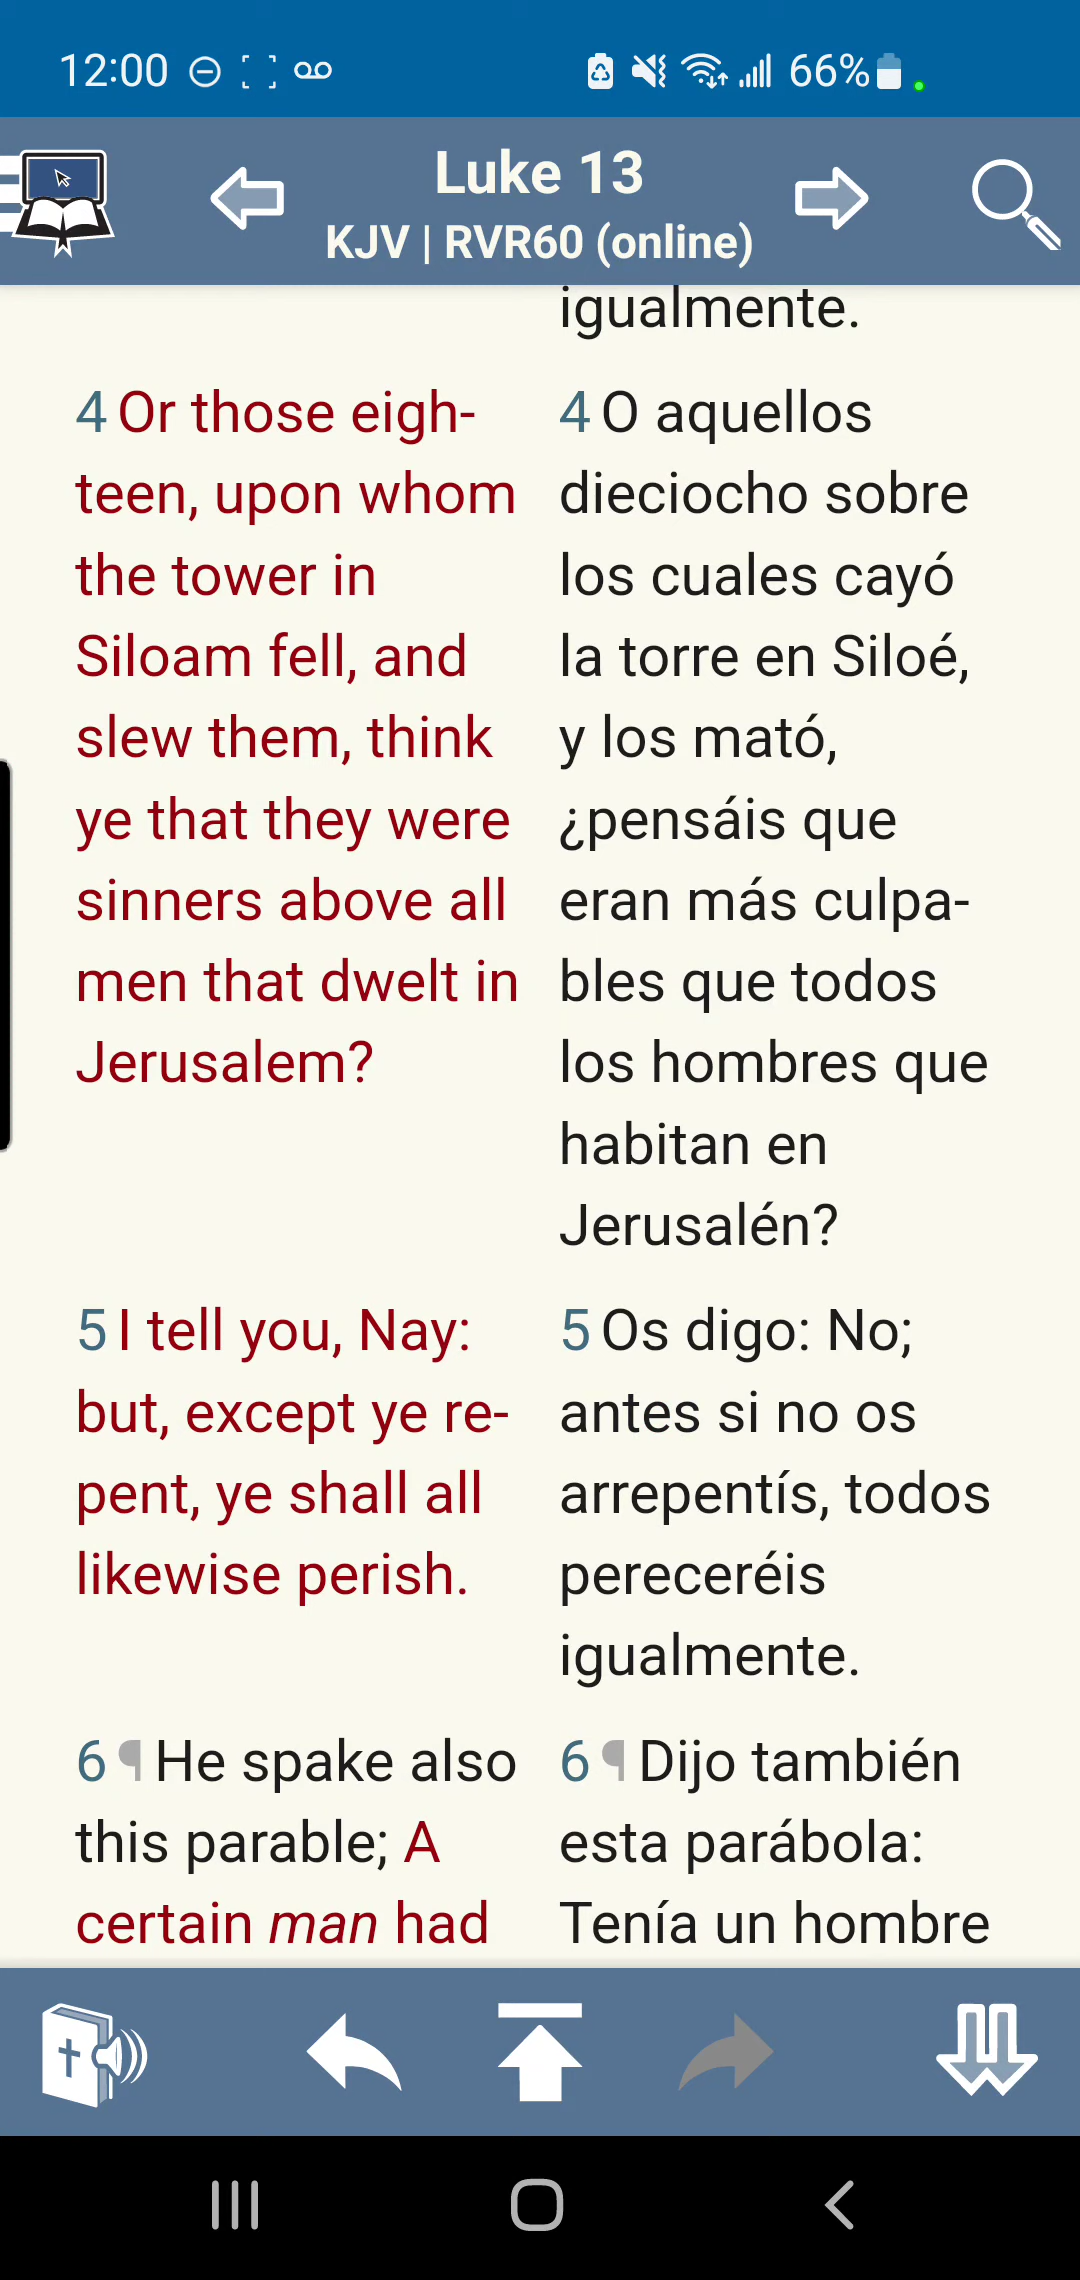 12:00
66%
Luke 13
KJV | RVR60 (online)
igualmente.
4 Or those eigh-
teen, upon whom
the tower in
Siloam fell, and
slew them, think
ye that they were
sinners above all
men that dwelt in
Jerusalem?
4 O aquellos
dieciocho sobre
los cuales cayó
la torre en Siloé,
y los mató,
¿pensáis que
eran más culpa-
bles que todos
los hombres que
habitan en
Jerusalén?
5 I tell you, Nay:
but, except ye re-
pent, ye shall all
likewise perish.
5 Os digo: No;
antes si no os
arrepentís, todos
pereceréis
igualmente.
6 ¶ He spake also
this parable; A
certain man had
6 ¶ Dijo también
esta parábola:
Tenía un hombre